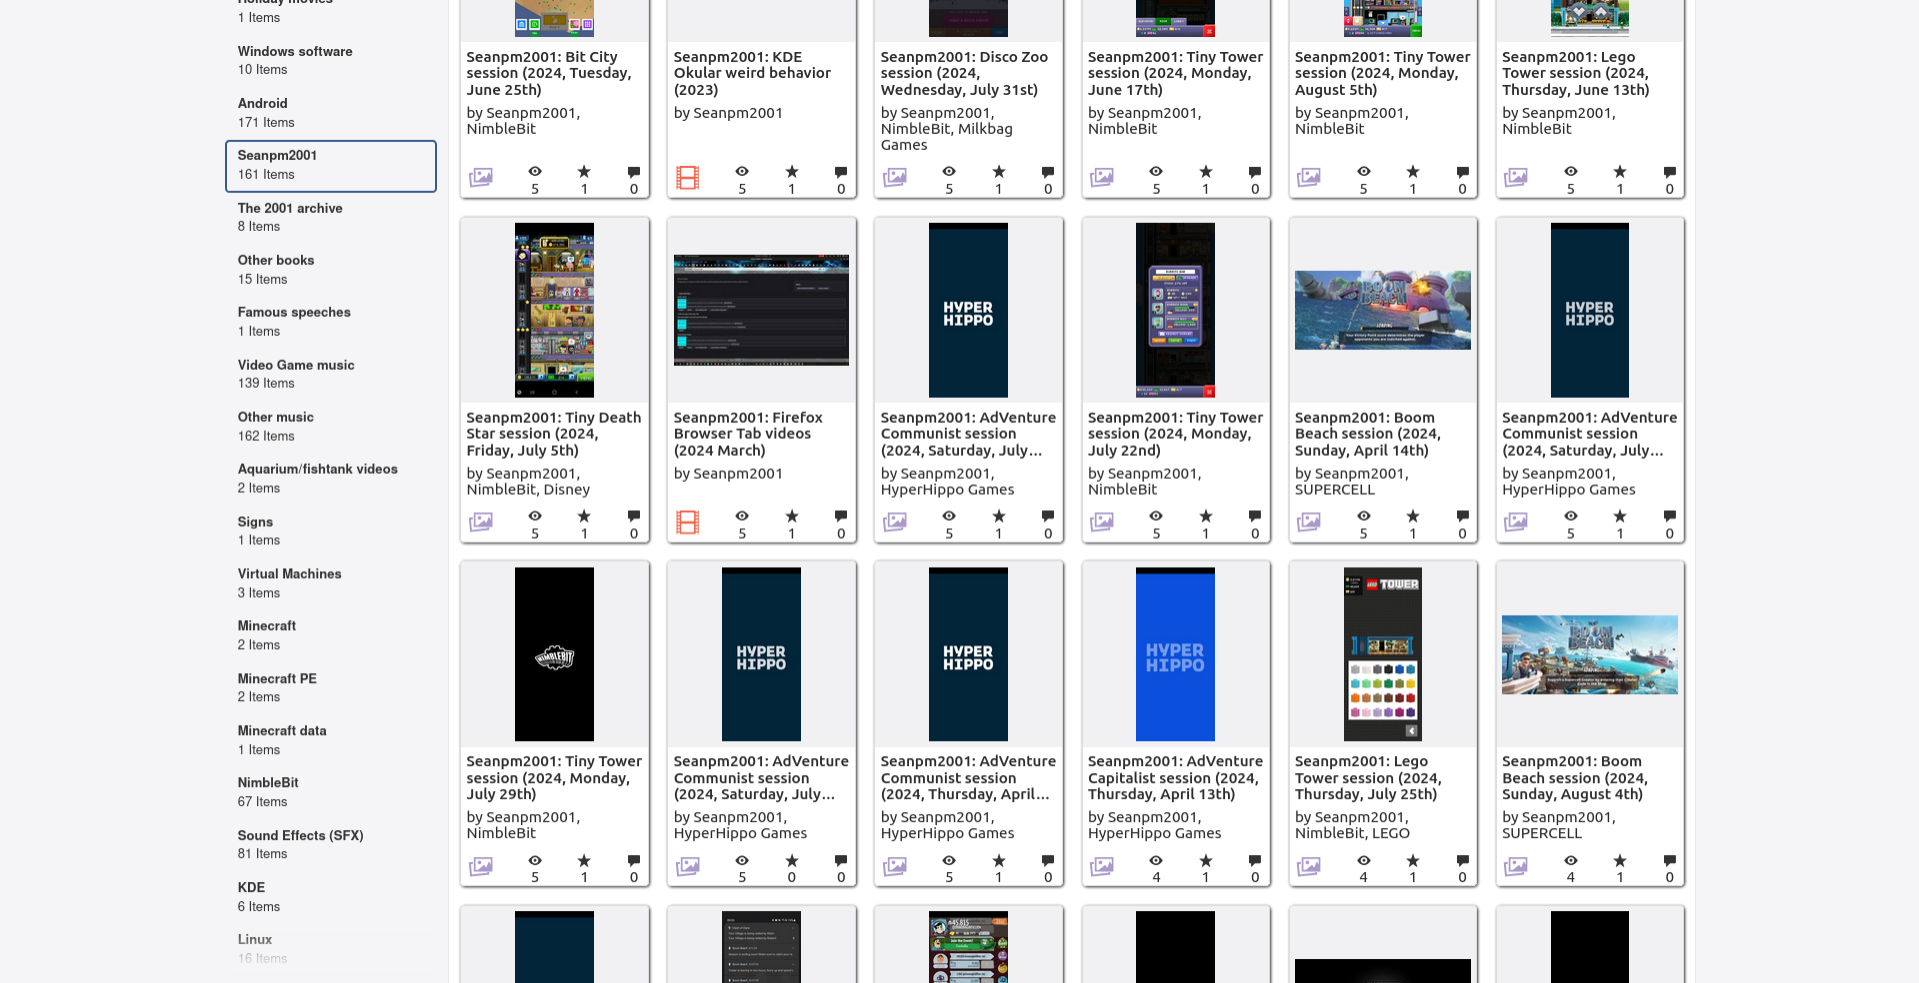 Holiday movies
1 Items
Windows software
10 Items
Android
171 Items
Seanpm2001
161 Items
The 2001 archive
8 Items
Other books
15 Items
Famous speeches
1 Items
Video Game music
139 Items
Other music
162 Items
Aquarium/fishtank videos
2 Items
Signs
1 Items
Virtual Machines
3 Items
Minecraft
2 Items
Minecraft PE
2 Items
Minecraft data
1 Items
NimbleBit
67 Items
Sound Effects (SFX)
81 Items
KDE
6 Items
Linux
16 Items
Seanpm2001: Bit City
session (2024, Tuesday,
June 25th)
by Seanpm2001,
NimbleBit
5 1 0
Seanpm2001: KDE
Okular weird behavior
(2023)
by Seanpm2001
5 1 0
Seanpm2001: Disco Zoo
session (2024,
Wednesday, July 31st)
by Seanpm2001,
NimbleBit, Milkbag
Games
5 1 0
Seanpm2001: Tiny Tower
session (2024, Monday,
June 17th)
by Seanpm2001,
NimbleBit
5 1 0
Seanpm2001: Tiny Tower
session (2024, Monday,
August 5th)
by Seanpm2001,
NimbleBit
5 1 0
Seanpm2001: Lego
Tower session (2024,
Thursday, June 13th)
by Seanpm2001,
NimbleBit
5 1 0
Seanpm2001: Tiny Death
Star session (2024,
Friday, July 5th)
by Seanpm2001,
NimbleBit, Disney
5 1 0
Seanpm2001: Firefox
Browser Tab videos
(2024 March)
by Seanpm2001
5 1 0
HYPER
HIPPO
Seanpm2001: AdVenture
Communist session
(2024, Saturday, July...
by Seanpm2001,
HyperHippo Games
5 1 0
Seanpm2001: Tiny Tower
session (2024, Monday,
July 22nd)
by Seanpm2001,
NimbleBit
5 1 0
BOOM
BEACH
Seanpm2001: Boom
Beach session (2024,
Sunday, April 14th)
by Seanpm2001,
SUPERCELL
5 1 0
HYPER
HIPPO
Seanpm2001: AdVenture
Communist session
(2024, Saturday, July...
by Seanpm2001,
HyperHippo Games
5 1 0
NIMBLEBIT
Seanpm2001: Tiny Tower
session (2024, Monday,
July 29th)
by Seanpm2001,
NimbleBit
5 1 0
HYPER
HIPPO
Seanpm2001: AdVenture
Communist session
(2024, Saturday, July...
by Seanpm2001,
HyperHippo Games
5 0 0
HYPER
HIPPO
Seanpm2001: AdVenture
Communist session
(2024, Thursday, April...
by Seanpm2001,
HyperHippo Games
5 1 0
HYPER
HIPPO
Seanpm2001: AdVenture
Capitalist session (2024,
Thursday, April 13th)
by Seanpm2001,
HyperHippo Games
4 1 0
LEGO TOWER
Seanpm2001: Lego
Tower session (2024,
Thursday, July 25th)
by Seanpm2001,
NimbleBit, LEGO
4 1 0
BOOM
BEACH
Seanpm2001: Boom
Beach session (2024,
Sunday, August 4th)
by Seanpm2001,
SUPERCELL
4 1 0